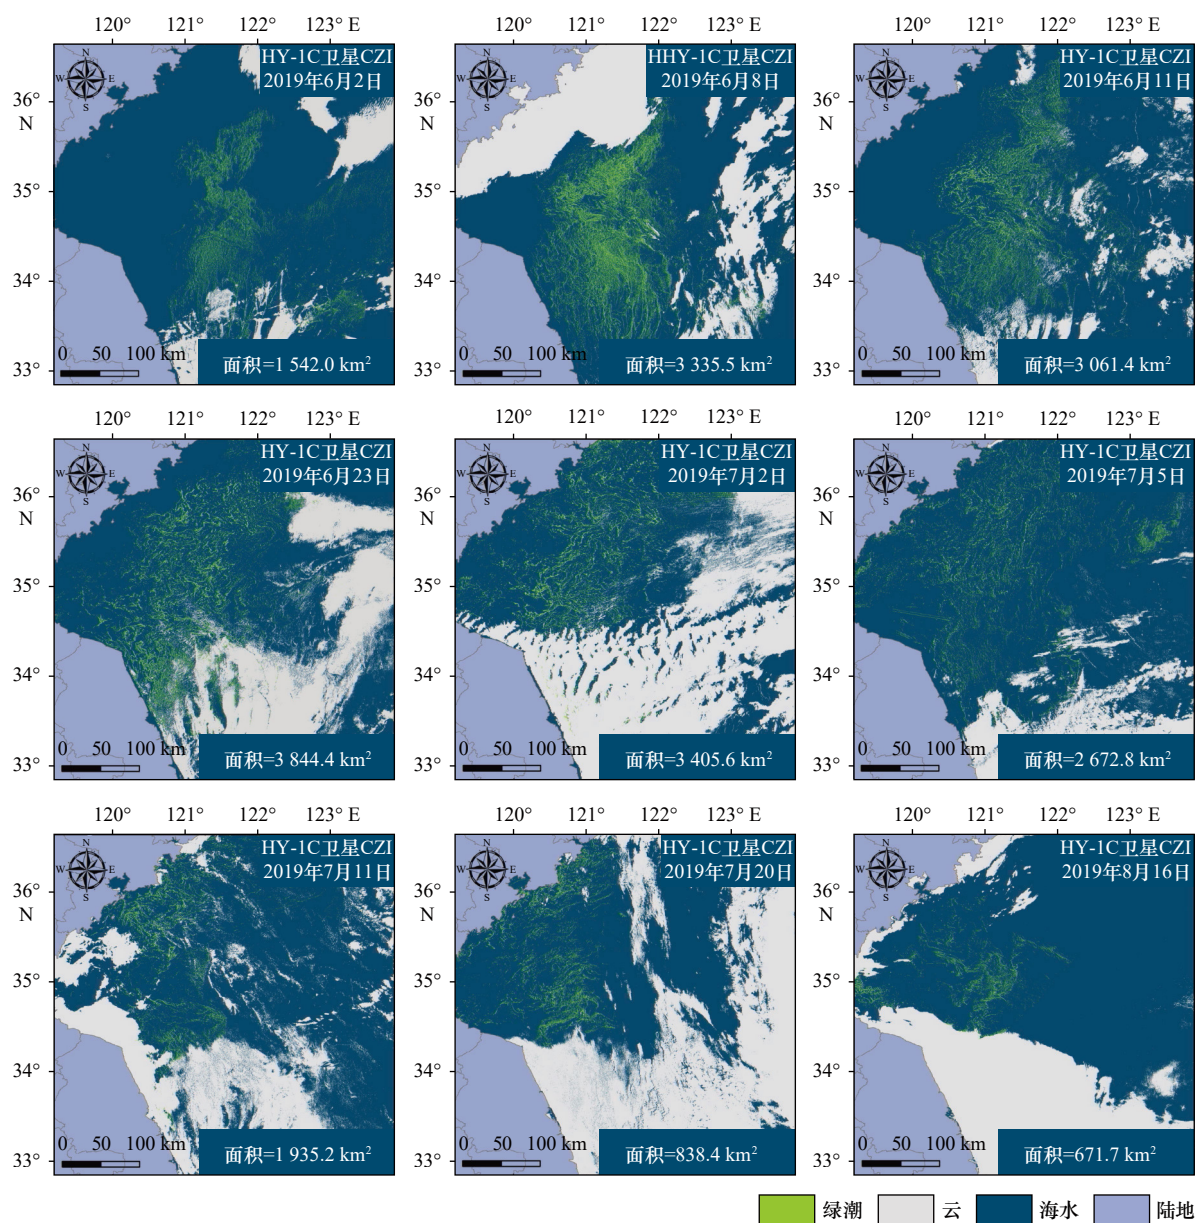 120° 121° 122° 123° E
120° 121° 122° 123° E
120° 121° 122° 123° E
HY-1C卫星CZI
2019年6月2日
N
W E
S
36°
N
35°
34°
33°
0 50 100 km
面积=1 542.0 km²
HHY-1C卫星CZI
2019年6月8日
N
W E
S
36°
N
35°
34°
33°
0 50 100 km
面积=3 335.5 km²
HY-1C卫星CZI
2019年6月11日
N
W E
S
36°
N
35°
34°
33°
0 50 100 km
面积=3 061.4 km²
120° 121° 122° 123° E
120° 121° 122° 123° E
120° 121° 122° 123° E
HY-1C卫星CZI
2019年6月23日
N
W E
S
36°
N
35°
34°
33°
0 50 100 km
面积=3 844.4 km²
HY-1C卫星CZI
2019年7月2日
N
W E
S
36°
N
35°
34°
33°
0 50 100 km
面积=3 405.6 km²
HY-1C卫星CZI
2019年7月5日
N
W E
S
36°
N
35°
34°
33°
0 50 100 km
面积=2 672.8 km²
120° 121° 122° 123° E
120° 121° 122° 123° E
120° 121° 122° 123° E
HY-1C卫星CZI
2019年7月11日
N
W E
S
36°
N
35°
34°
33°
0 50 100 km
面积=1 935.2 km²
HY-1C卫星CZI
2019年7月20日
N
W E
S
36°
N
35°
34°
33°
0 50 100 km
面积=838.4 km²
HY-1C卫星CZI
2019年8月16日
N
W E
S
36°
N
35°
34°
33°
0 50 100 km
面积=671.7 km²
绿潮 云 海水 陆地